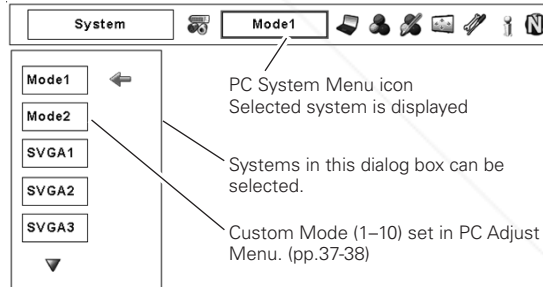 System
Mode1
Mode1
Mode2
SVGA1
SVGA2
SVGA3
PC System Menu icon
Selected system is displayed
Systems in this dialog box can be
selected.
Custom Mode (1–10) set in PC Adjust
Menu. (pp.37-38)